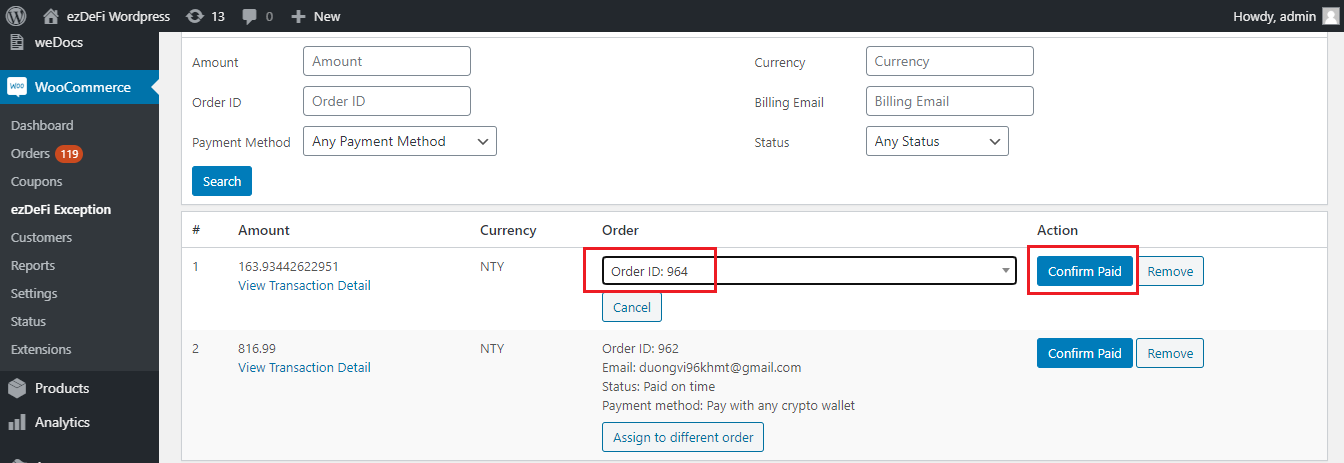 ezDeFi Wordpress 13 0 New Howdy, admin
weDocs
WOO WooCommerce
Dashboard
Orders 119
Coupons
ezDeFi Exception
Customers
Reports
Settings
Status
Extensions
Products
Analytics
Amount Amount Currency Currency
Order ID Order ID Billing Email Billing Email
Payment Method Any Payment Method Status Any Status
Search
# Amount Currency Order Action
1 163.93442622951 NTY Order ID: 964 Confirm Paid Remove
View Transaction Detail
Cancel
2 816.99 NTY Order ID: 962 Confirm Paid Remove
View Transaction Detail Email: duongvi96khmt@gmail.com
Status: Paid on time
Payment method: Pay with any crypto wallet
Assign to different order